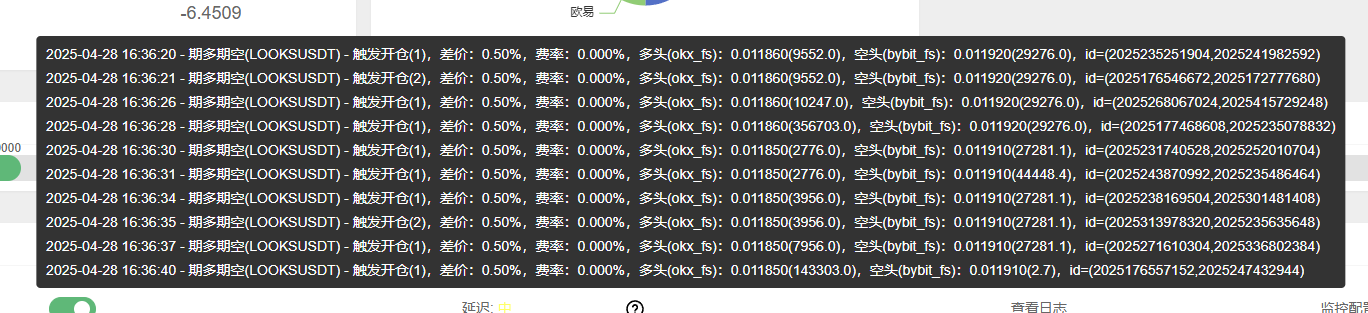 -6.4509
欧易
2025-04-28 16:36:20 - 期多期空(LOOKSUSDT) - 触发开仓(1)，差价：0.50%，费率：0.000%，多头(okx_fs)：0.011860(9552.0)，空头(bybit_fs)：0.011920(29276.0)，id=(2025235251904,2025241982592)
2025-04-28 16:36:21 - 期多期空(LOOKSUSDT) - 触发开仓(2)，差价：0.50%，费率：0.000%，多头(okx_fs)：0.011860(9552.0)，空头(bybit_fs)：0.011920(29276.0)，id=(2025176546672,2025172777680)
2025-04-28 16:36:26 - 期多期空(LOOKSUSDT) - 触发开仓(1)，差价：0.50%，费率：0.000%，多头(okx_fs)：0.011860(10247.0)，空头(bybit_fs)：0.011920(29276.0)，id=(2025268067024,2025415729248)
2025-04-28 16:36:28 - 期多期空(LOOKSUSDT) - 触发开仓(1)，差价：0.50%，费率：0.000%，多头(okx_fs)：0.011860(356703.0)，空头(bybit_fs)：0.011920(29276.0)，id=(2025177468608,2025235078832)
0000
2025-04-28 16:36:30 - 期多期空(LOOKSUSDT) - 触发开仓(1)，差价：0.50%，费率：0.000%，多头(okx_fs)：0.011850(2776.0)，空头(bybit_fs)：0.011910(27281.1)，id=(2025231740528,2025252010704)
2025-04-28 16:36:31 - 期多期空(LOOKSUSDT) - 触发开仓(1)，差价：0.50%，费率：0.000%，多头(okx_fs)：0.011850(2776.0)，空头(bybit_fs)：0.011910(44448.4)，id=(2025243870992,2025235486464)
2025-04-28 16:36:34 - 期多期空(LOOKSUSDT) - 触发开仓(1)，差价：0.50%，费率：0.000%，多头(okx_fs)：0.011850(3956.0)，空头(bybit_fs)：0.011910(27281.1)，id=(2025238169504,2025301481408)
2025-04-28 16:36:35 - 期多期空(LOOKSUSDT) - 触发开仓(2)，差价：0.50%，费率：0.000%，多头(okx_fs)：0.011850(3956.0)，空头(bybit_fs)：0.011910(27281.1)，id=(2025313978320,2025235635648)
2025-04-28 16:36:37 - 期多期空(LOOKSUSDT) - 触发开仓(1)，差价：0.50%，费率：0.000%，多头(okx_fs)：0.011850(7956.0)，空头(bybit_fs)：0.011910(27281.1)，id=(2025271610304,2025336802384)
2025-04-28 16:36:40 - 期多期空(LOOKSUSDT) - 触发开仓(1)，差价：0.50%，费率：0.000%，多头(okx_fs)：0.011850(143303.0)，空头(bybit_fs)：0.011910(2.7)，id=(2025176557152,2025247432944)
延迟: 中
查看日志
监控配置